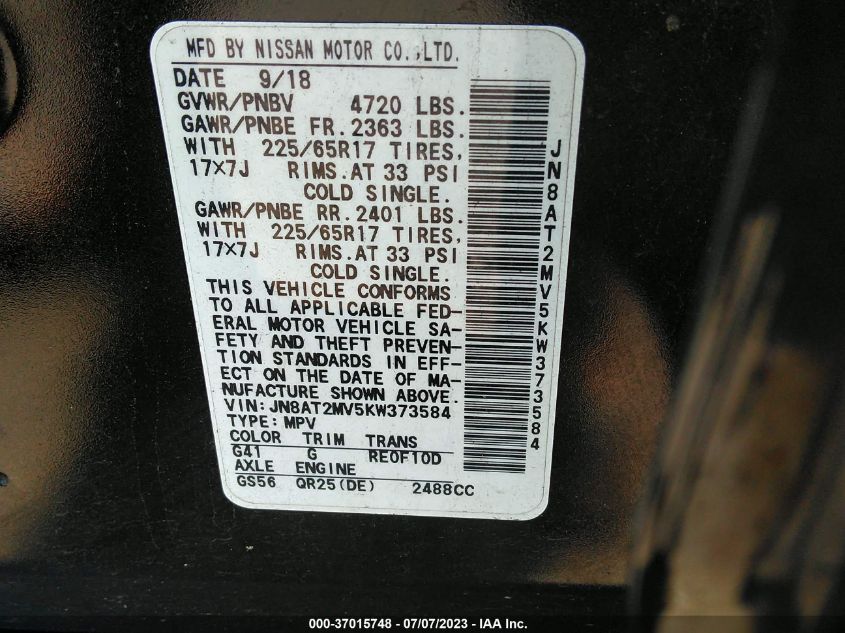 MFD BY NISSAN MOTOR CO.,LTD.
DATE 9/18
GVWR/PNBV 4720 LBS.
GAWR/PNBE FR.2363 LBS.
WITH 225/65R17 TIRES,
17×7J RIMS.AT 33 PSI
COLD SINGLE.
GAWR/PNBE RR.2401 LBS.
WITH 225/65R17 TIRES,
17×7J RIMS.AT 33 PSI
COLD SINGLE.
THIS VEHICLE CONFORMS
TO ALL APPLICABLE FED-
ERAL MOTOR VEHICLE SA-
FETY AND THEFT PREVEN-
TION STANDARDS IN EFF-
ECT ON THE DATE OF MA-
NUFACTURE SHOWN ABOVE.
VIN:JN8AT2MV5KW373584
TYPE:MPV
COLOR TRIM TRANS
G41 G RE0F10D
AXLE ENGINE
GS56 QR25(DE) 2488CC
JN8AT2MV5KW373584
000-37015748 - 07/07/2023 - IAA Inc.